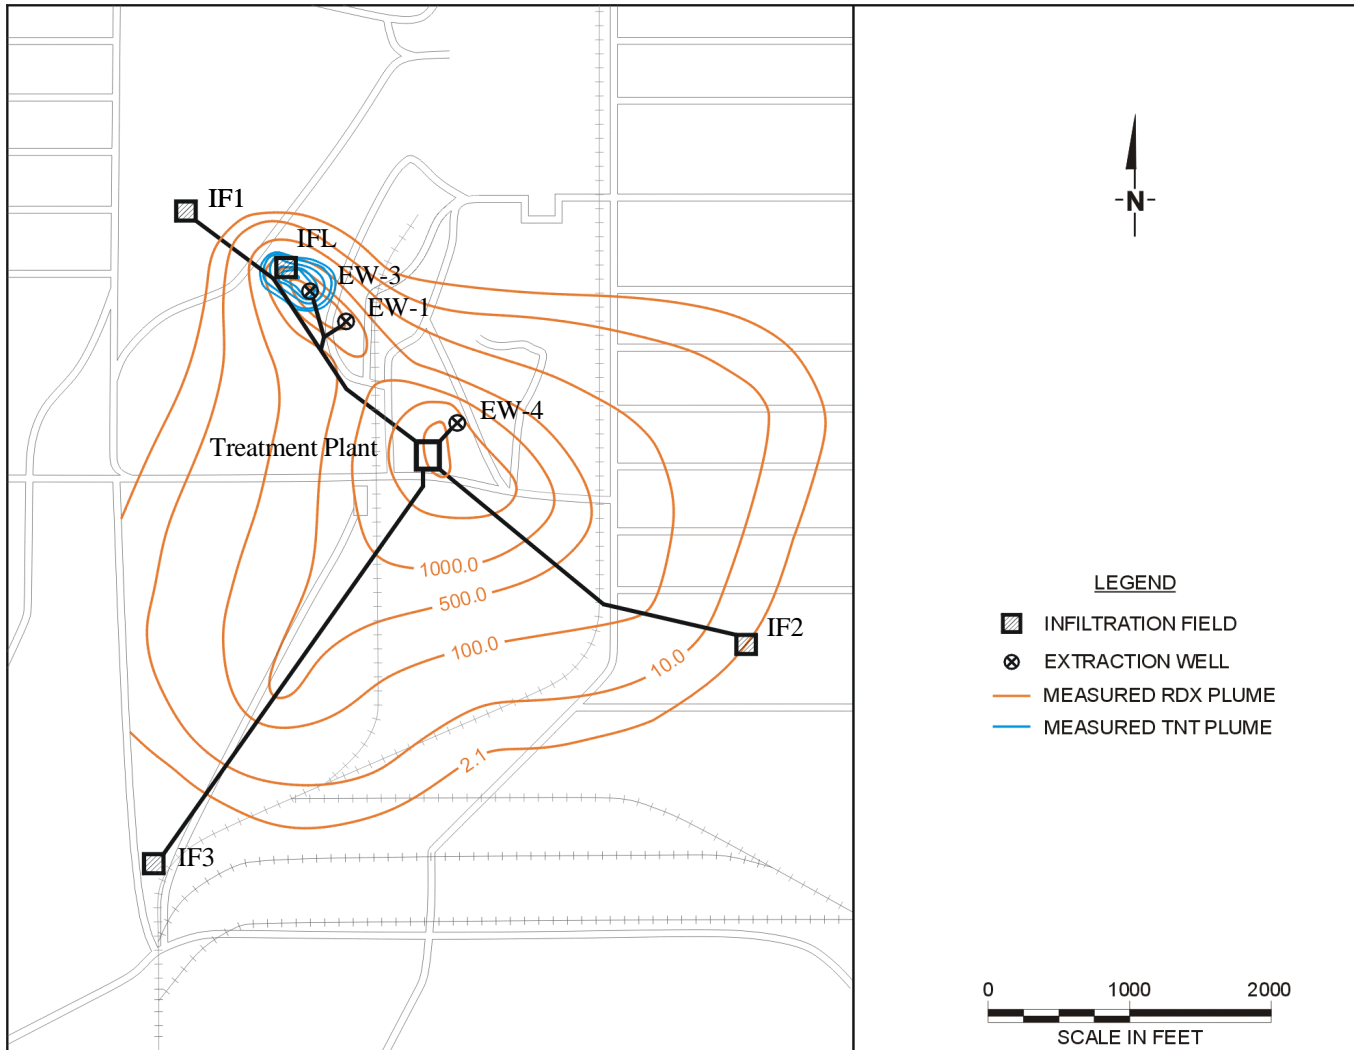 IF1
IFL
EW-3
EW-1
EW-4
Treatment Plant
1000.0
500.0
100.0
10.0
2.1
IF2
IF3
-N-
LEGEND
INFILTRATION FIELD
EXTRACTION WELL
MEASURED RDX PLUME
MEASURED TNT PLUME
0 1000 2000
SCALE IN FEET